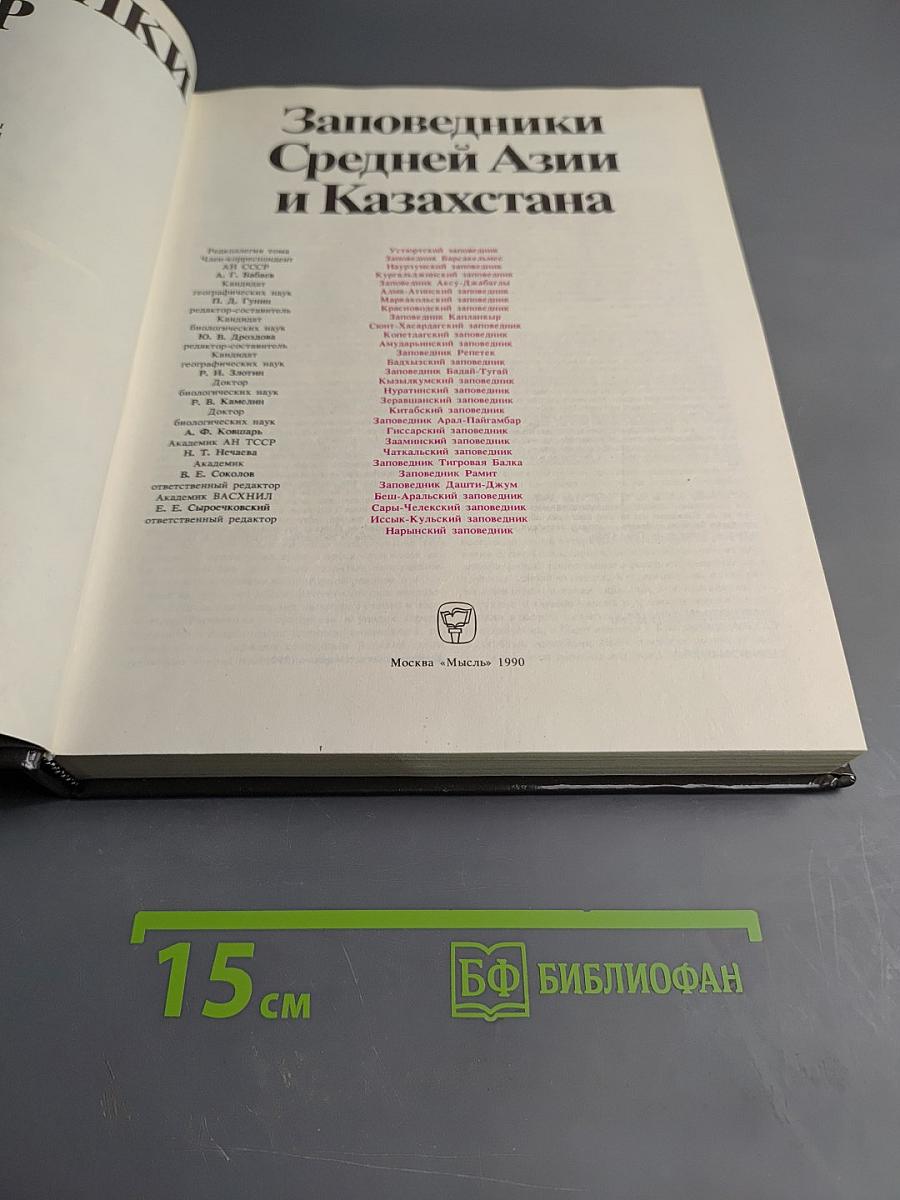 ИКИ
Р
Заповедники
Средней Азии
и Казахстана
Редколлегия тома
Член-корреспондент
АН СССР
А. Г. Бабаев
Кандидат
географических наук
П. Д. Гунин
редактор-составитель
Кандидат
биологических наук
Ю. В. Дроздова
редактор-составитель
Кандидат
географических наук
Р. И. Злотин
Доктор
биологических наук
Р. В. Камелин
Доктор
биологических наук
А. Ф. Ковшарь
Академик АН ТССР
Н. Т. Нечаева
Академик
В. Е. Соколов
ответственный редактор
Академик ВАСХНИЛ
Е. Е. Сыроечковский
ответственный редактор
Устюртский заповедник
Заповедник Барсакельмес
Наурзумский заповедник
Кургальджинский заповедник
Заповедник Аксу-Джабаглы
Алма-Атинский заповедник
Маркакольский заповедник
Красноводский заповедник
Заповедник Капланкыр
Сюнт-Хасардагский заповедник
Копетдагский заповедник
Амударьинский заповедник
Заповедник Репетек
Бадхызский заповедник
Заповедник Бадай-Тугай
Кызылкумский заповедник
Нуратинский заповедник
Зеравшанский заповедник
Китабский заповедник
Заповедник Арал-Пайгамбар
Гиссарский заповедник
Зааминский заповедник
Чаткальский заповедник
Заповедник Тигровая Балка
Заповедник Рамит
Заповедник Дашти-Джум
Беш-Аральский заповедник
Сары-Челекский заповедник
Иссык-Кульский заповедник
Нарынский заповедник
Москва «Мысль» 1990
15 см
БФ БИБЛИОФАН